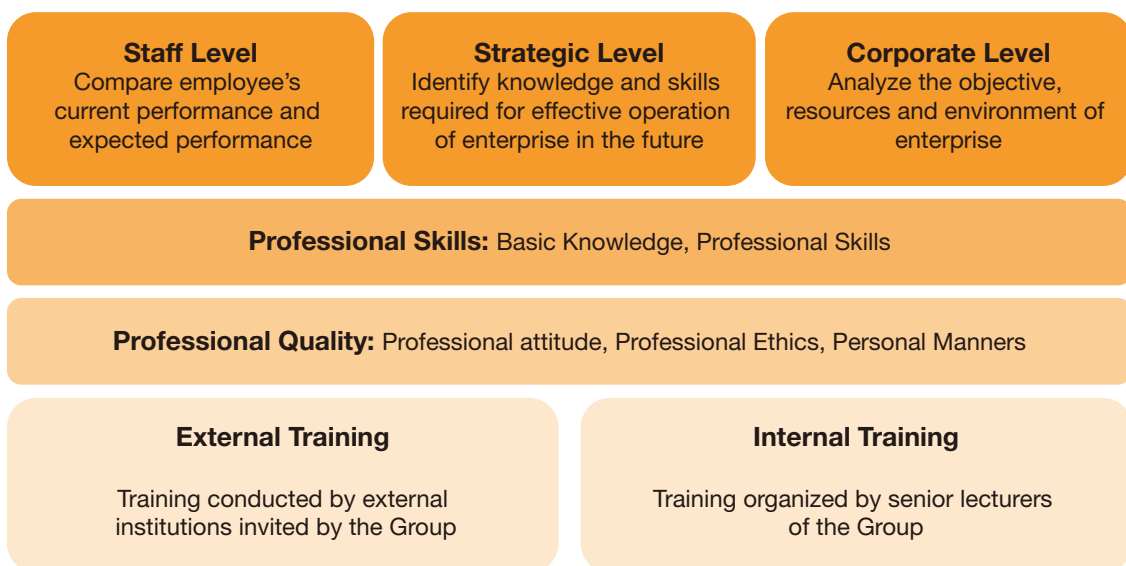 Staff Level
Compare employee's
current performance and
expected performance
Strategic Level
Identify knowledge and skills
required for effective operation
of enterprise in the future
Corporate Level
Analyze the objective,
resources and environment of
enterprise
Professional Skills: Basic Knowledge, Professional Skills
Professional Quality: Professional attitude, Professional Ethics, Personal Manners
External Training
Training conducted by external
institutions invited by the Group
Internal Training
Training organized by senior lecturers
of the Group